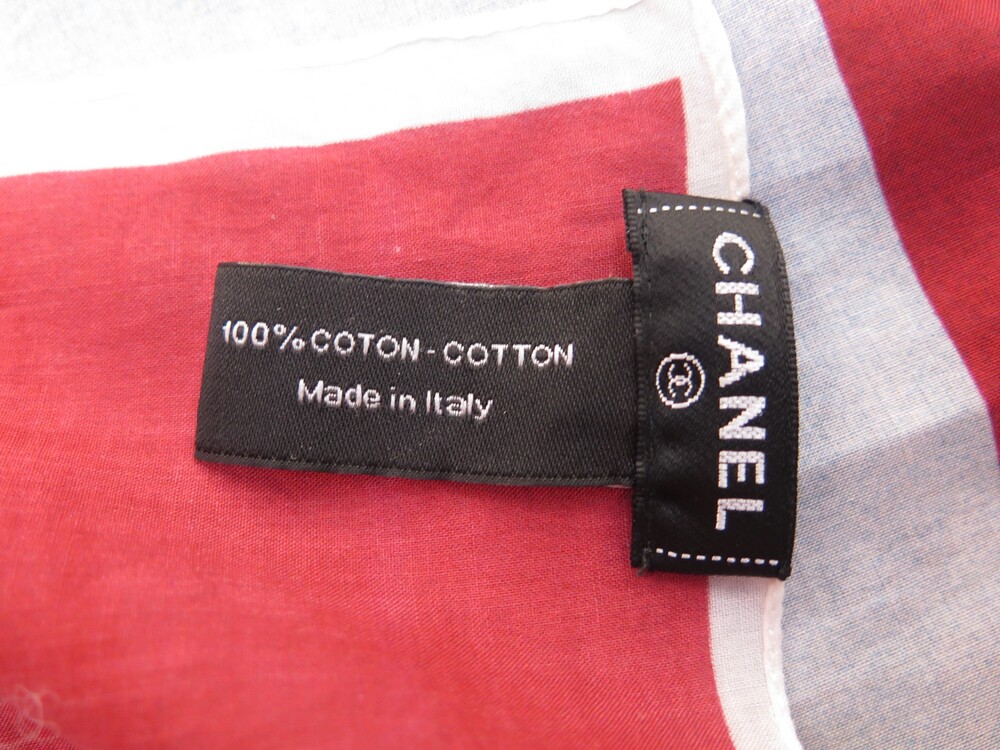 100% COTON - COTTON
Made in Italy
CHANEL